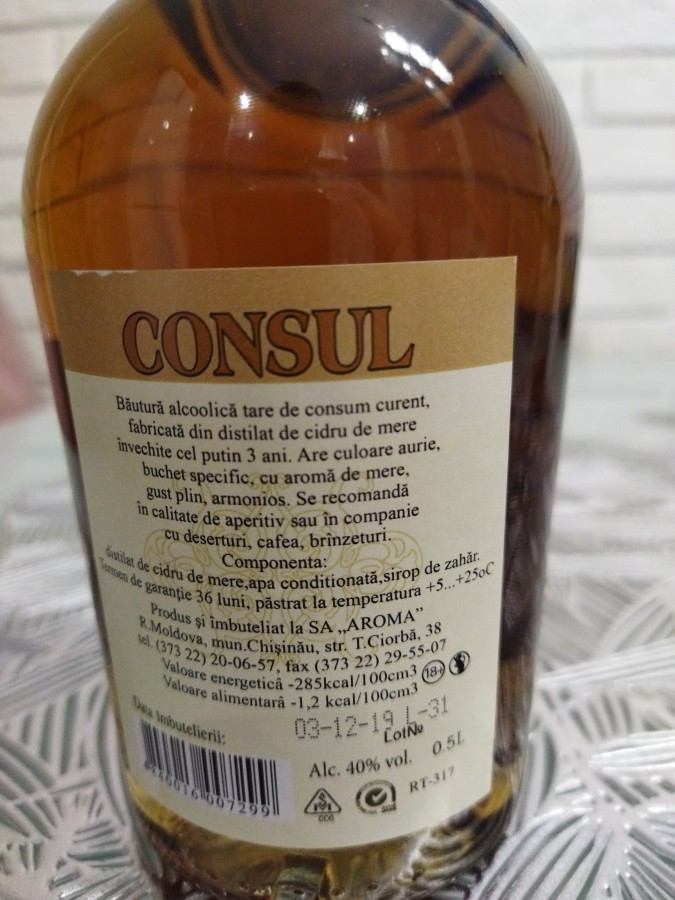 CONSUL
Băutură alcoolică tare de consum curent,
fabricată din distilat de cidru de mere
învechite cel putin 3 ani. Are culoare aurie,
buchet specific, cu aromă de mere,
gust plin, armonios. Se recomandă
în calitate de aperitiv sau în companie
cu deserturi, cafea, brînzeturi.
Componenta:
distilat de cidru de mere,apa conditionată,sirop de zahăr.
Termen de garanție 36 luni, păstrat la temperatura +5...+25oC
Produs și îmbuteliat la SA „AROMA”
R.Moldova, mun.Chișinău, str. T.Ciorbă, 38
tel. (373 22) 20-06-57, fax (373 22) 29-55-07
Valoare energetică -285kcal/100cm3 18+
Valoare alimentară -1,2 kcal/100cm3
Data îmbutelierii: 03-12-19 L-31
Lot№
Alc. 40% vol. 0.5L
4840016007299
006
RT-317